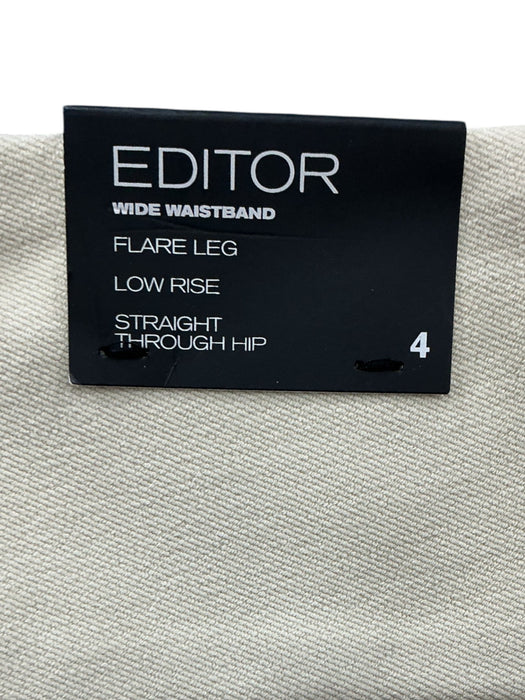 EDITOR
WIDE WAISTBAND
FLARE LEG
LOW RISE
STRAIGHT
THROUGH HIP
4